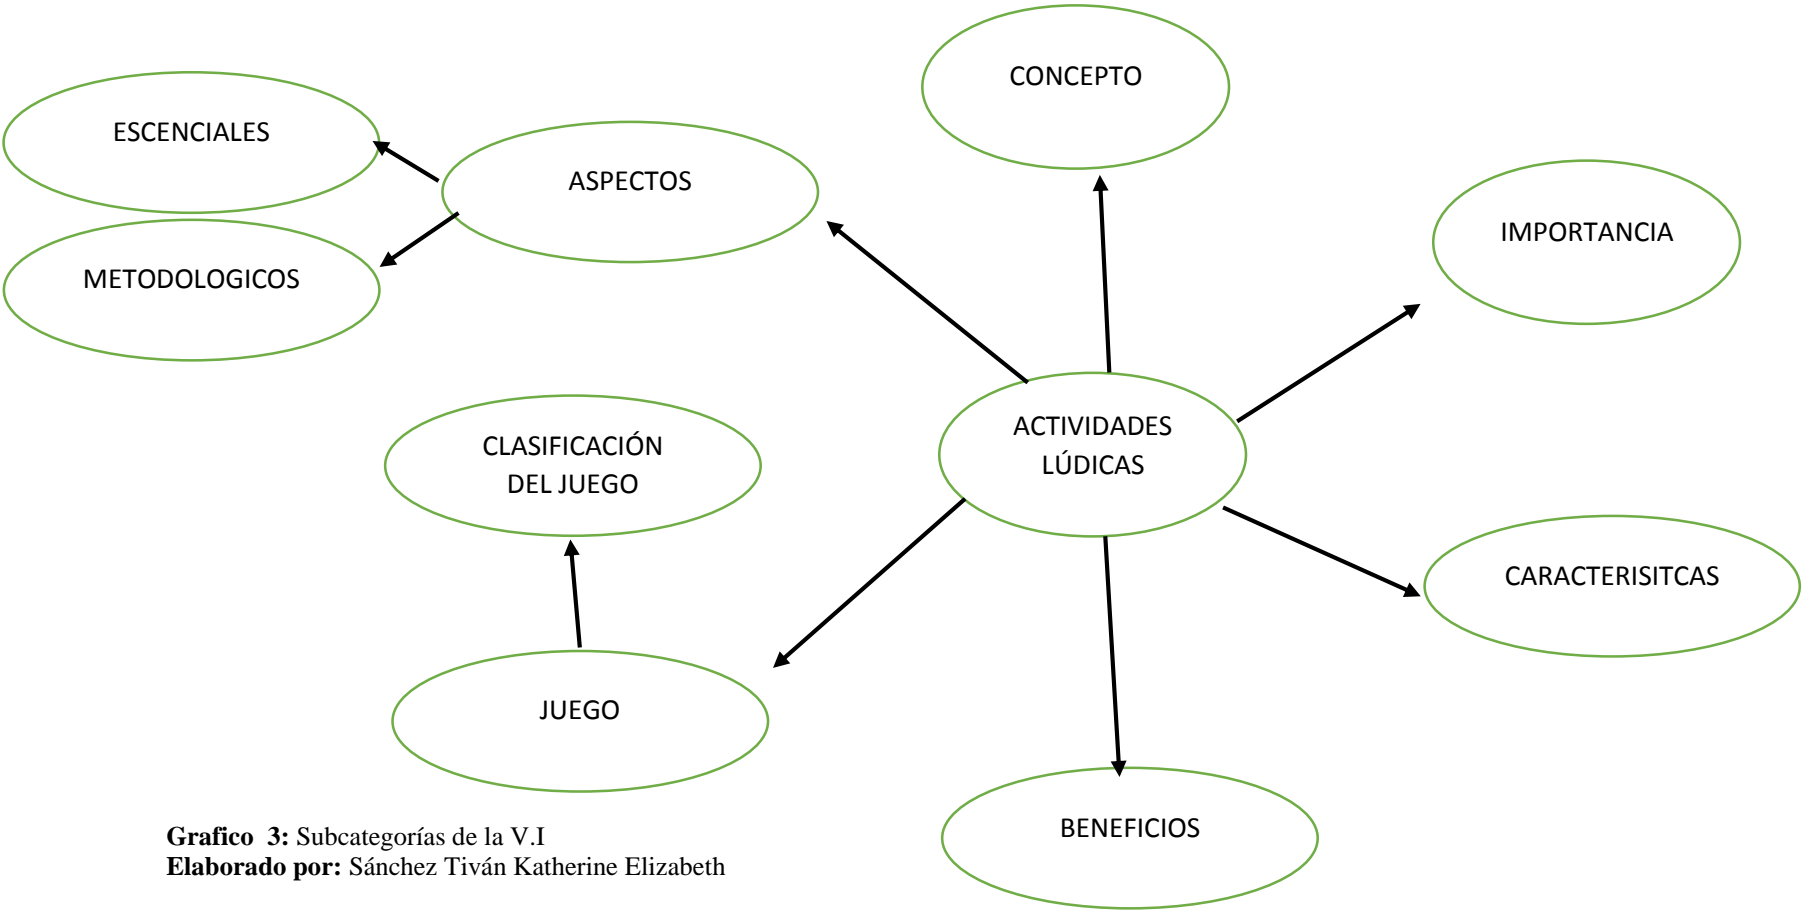 CONCEPTO
ESCENCIALES
ASPECTOS
IMPORTANCIA
METODOLOGICOS
ACTIVIDADES
LÚDICAS
CLASIFICACIÓN
DEL JUEGO
CARACTERISITCAS
JUEGO
BENEFICIOS
Grafico 3: Subcategorías de la V.I
Elaborado por: Sánchez Tiván Katherine Elizabeth